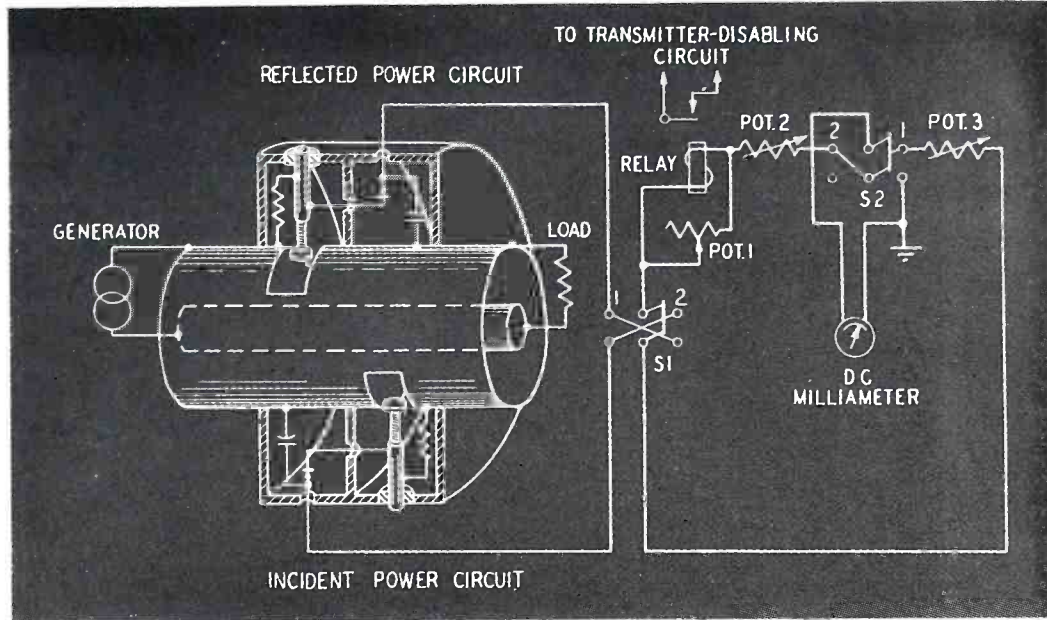 TO TRANSMITTER-DISABLING
CIRCUIT
REFLECTED POWER CIRCUIT
POT.2
2
1
POT.3
RELAY
S2
GENERATOR
LOAD
POT.1
1
2
S1
DC
MILLIAMETER
INCIDENT POWER CIRCUIT